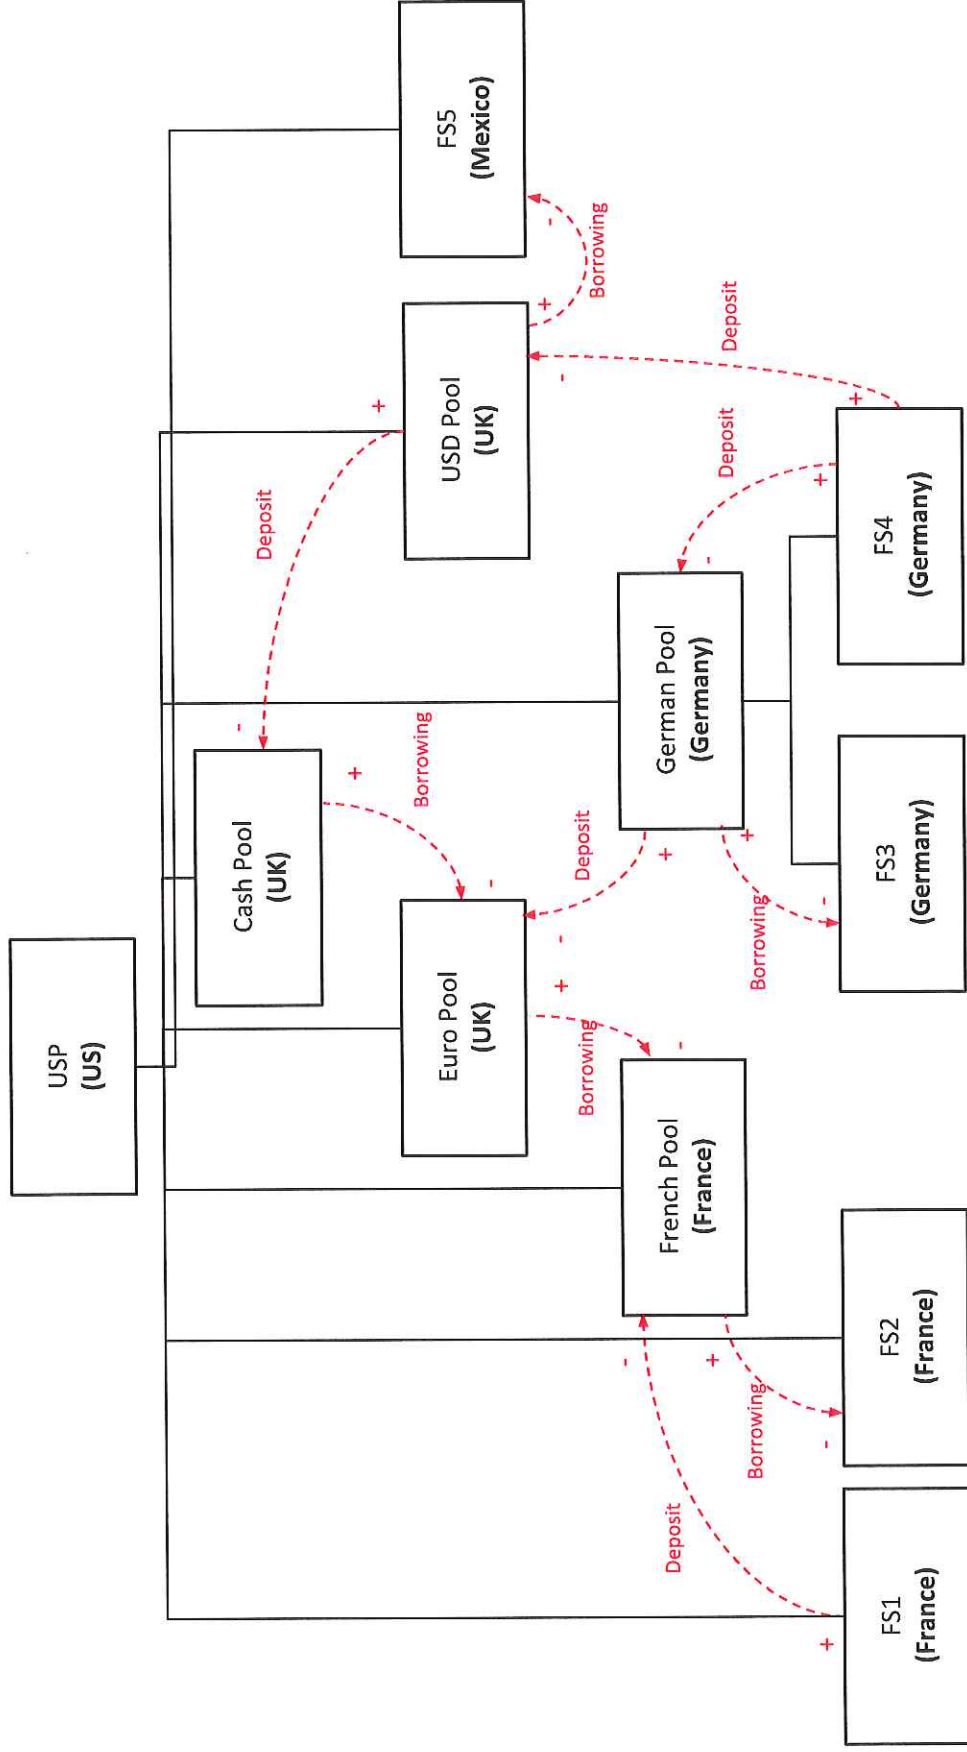 USP
(US)
Cash Pool
(UK)
Deposit
+
-
+
Borrowing
-
Euro Pool
(UK)
USD Pool
(UK)
FS5
(Mexico)
+
-
Borrowing
-
Deposit
+
-
+
Borrowing
-
Deposit
+
-
Deposit
+
French Pool
(France)
German Pool
(Germany)
-
Deposit
+
+
Borrowing
-
+
Borrowing
-
FS1
(France)
FS2
(France)
FS3
(Germany)
FS4
(Germany)